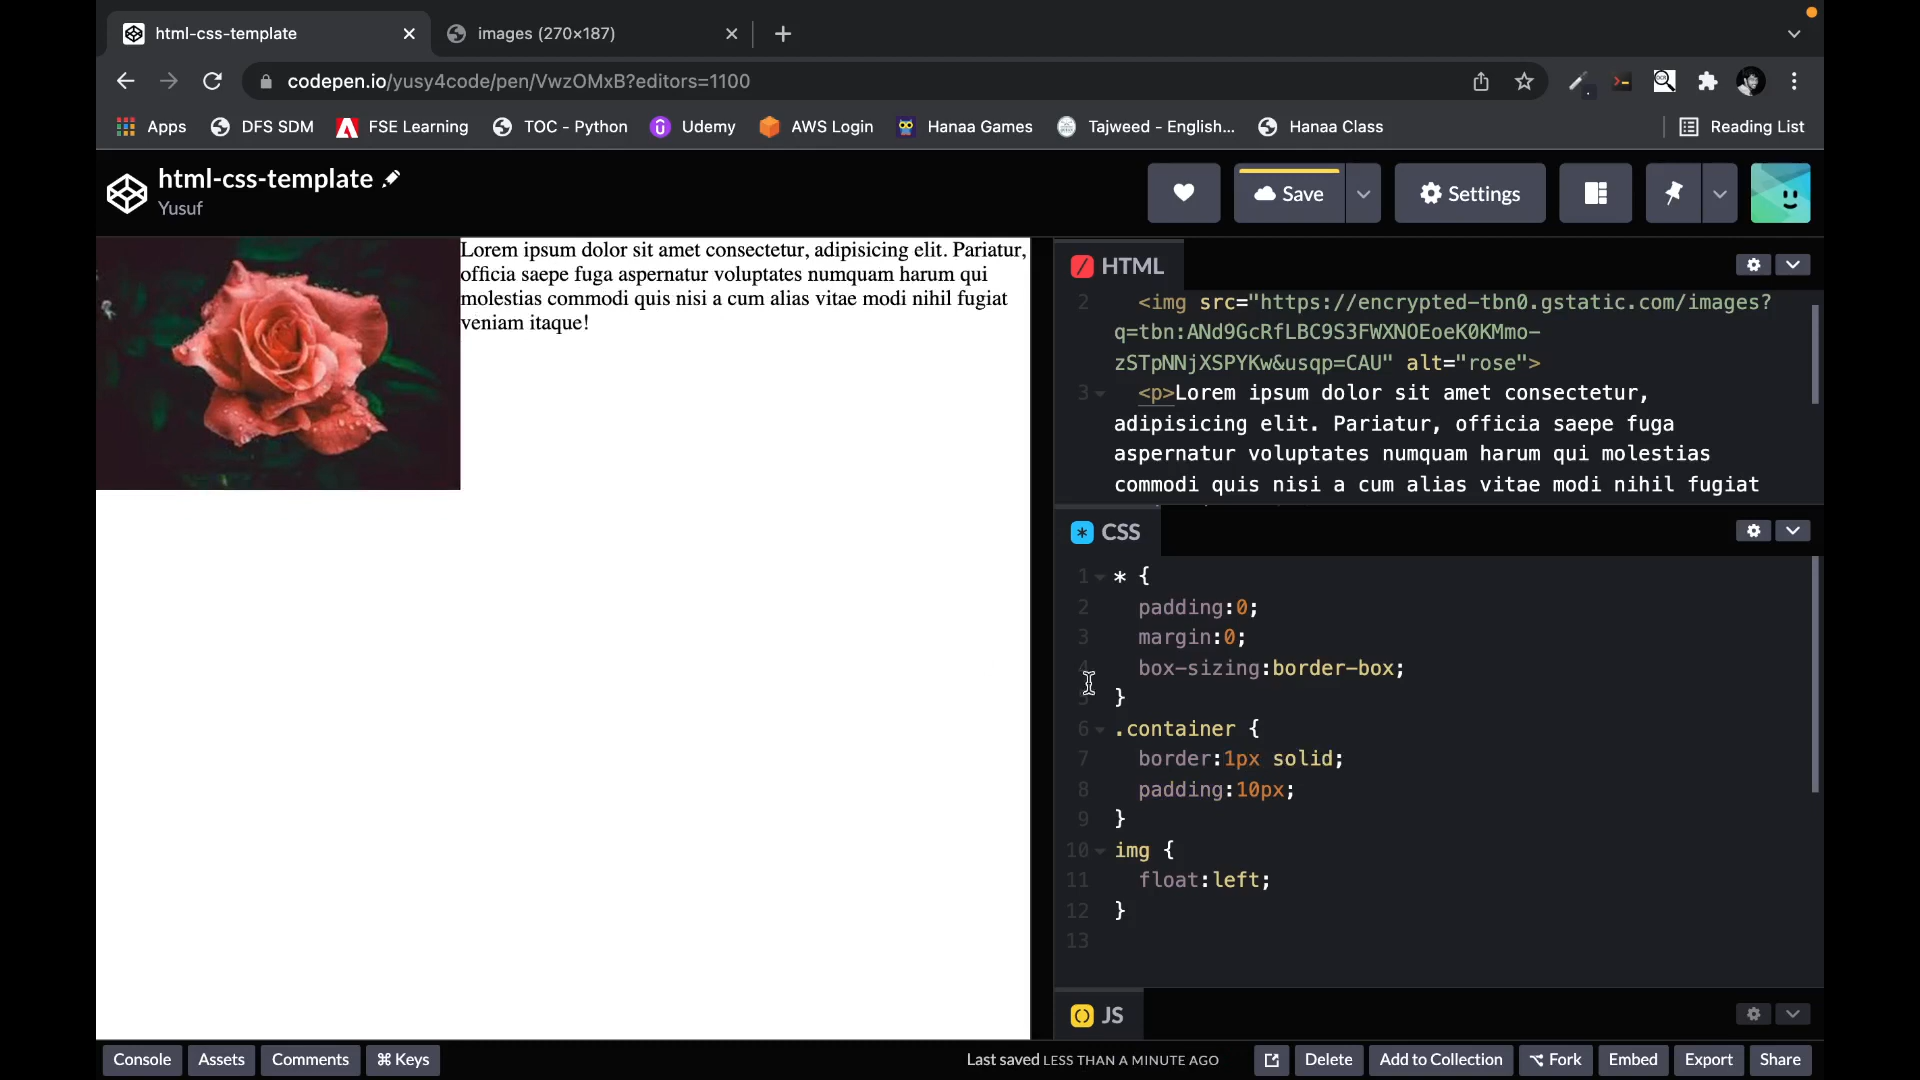 html-css-template
images (270×187)
codepen.io/yusy4code/pen/VwzOMxB?editors=1100
Apps
DFS SDM
FSE Learning
TOC - Python
Udemy
AWS Login
Hanaa Games
Tajweed - English...
Hanaa Class
Reading List
html-css-template
Yusuf
Save
Settings
Lorem ipsum dolor sit amet consectetur, adipisicing elit. Pariatur,
officia saepe fuga aspernatur voluptates numquam harum qui
molestias commodi quis nisi a cum alias vitae modi nihil fugiat
veniam itaque!
HTML
2 <img src="https://encrypted-tbn0.gstatic.com/images?
q=tbn:ANd9GcRfLBC9S3FWXNOEoeK0KMmo-
zSTpNNjXSPYKw&usqp=CAU" alt="rose">
3 <p>Lorem ipsum dolor sit amet consectetur,
adipisicing elit. Pariatur, officia saepe fuga
aspernatur voluptates numquam harum qui molestias
commodi quis nisi a cum alias vitae modi nihil fugiat
CSS
1 * {
2 padding:0;
3 margin:0;
4 box-sizing:border-box;
5 }
6 .container {
7 border:1px solid;
8 padding:10px;
9 }
10 img {
11 float:left;
12 }
13
JS
Console
Assets
Comments
⌘ Keys
Last saved LESS THAN A MINUTE AGO
Delete
Add to Collection
Fork
Embed
Export
Share